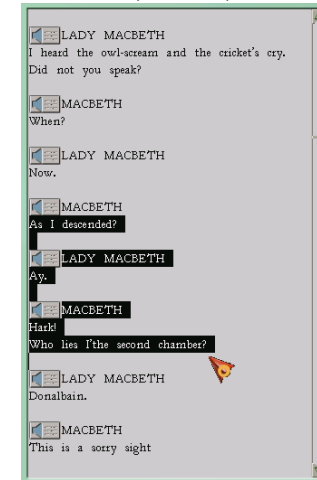 LADY MACBETH
I heard the owl-scream and the cricket's cry.
Did not you speak?
MACBETH
When?
LADY MACBETH
Now.
MACBETH
As I descended?
LADY MACBETH
Ay.
MACBETH
Hark!
Who lies I'the second chamber?
LADY MACBETH
Donalbain.
MACBETH
This is a sorry sight